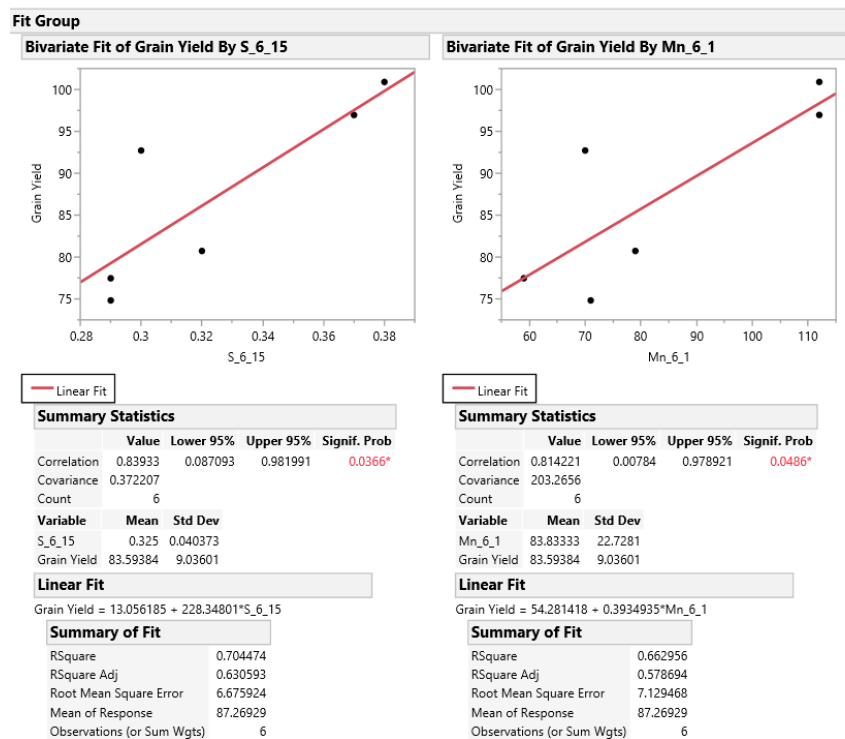 Fit Group
Bivariate Fit of Grain Yield By S_6_15
100
95
90
85
80
75
Grain Yield
0.28 0.3 0.32 0.34 0.36 0.38
S_6_15
Linear Fit
Summary Statistics
Value Lower 95% Upper 95% Signif. Prob
Correlation 0.83933 0.087093 0.981991 0.0366*
Covariance 0.372207
Count 6
Variable Mean Std Dev
S_6_15 0.325 0.040373
Grain Yield 83.59384 9.03601
Linear Fit
Grain Yield = 13.056185 + 228.34801*S_6_15
Summary of Fit
RSquare 0.704474
RSquare Adj 0.630593
Root Mean Square Error 6.675924
Mean of Response 87.26929
Observations (or Sum Wgts) 6
Bivariate Fit of Grain Yield By Mn_6_1
100
95
90
85
80
75
Grain Yield
60 70 80 90 100 110
Mn_6_1
Linear Fit
Summary Statistics
Value Lower 95% Upper 95% Signif. Prob
Correlation 0.814221 0.00784 0.978921 0.0486*
Covariance 203.2656
Count 6
Variable Mean Std Dev
Mn_6_1 83.83333 22.7281
Grain Yield 83.59384 9.03601
Linear Fit
Grain Yield = 54.281418 + 0.3934935*Mn_6_1
Summary of Fit
RSquare 0.662956
RSquare Adj 0.578694
Root Mean Square Error 7.129468
Mean of Response 87.26929
Observations (or Sum Wgts) 6